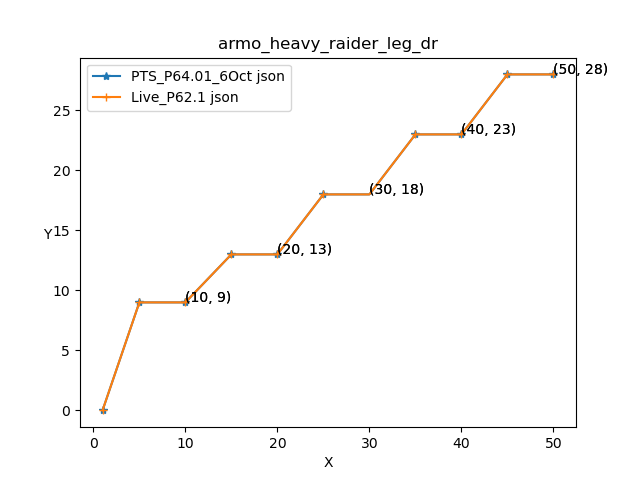 armo_heavy_raider_leg_dr
PTS_P64.01_6Oct json
Live_P62.1 json
(50, 28)
(40, 23)
(30, 18)
(20, 13)
(10, 9)
25
20
15
10
5
0
Y
0 10 20 30 40 50
X